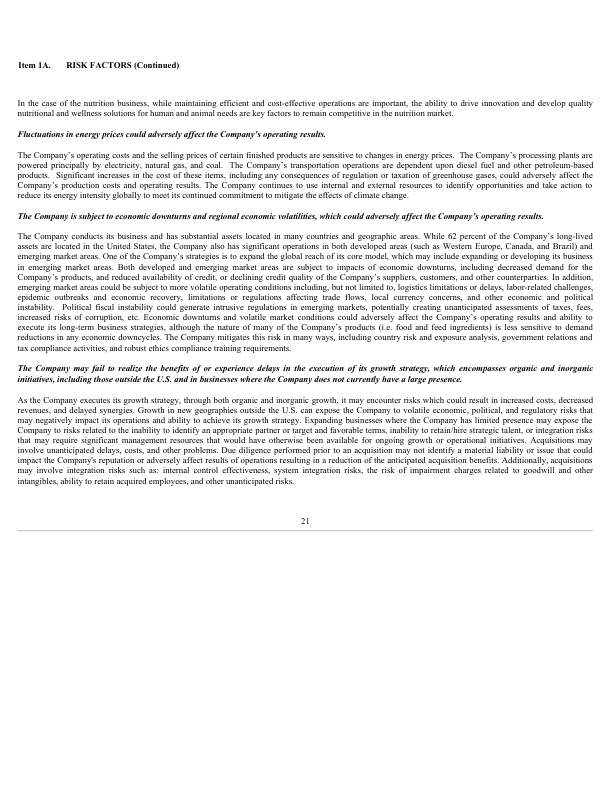 Item 1A. RISK FACTORS (Continued)
In the case of the nutrition business, while maintaining efficient and cost-effective operations are important, the ability to drive innovation and develop quality
nutritional and wellness solutions for human and animal needs are key factors to remain competitive in the nutrition market.
Fluctuations in energy prices could adversely affect the Company's operating results.
The Company's operating costs and the selling prices of certain finished products are sensitive to changes in energy prices. The Company's processing plants are
powered principally by electricity, natural gas, and coal. The Company's transportation operations are dependent upon diesel fuel and other petroleum-based
products. Significant increases in the cost of these items, including any consequences of regulation or taxation of greenhouse gases, could adversely affect the
Company's production costs and operating results. The Company continues to use internal and external resources to identify opportunities and take action to
reduce its energy intensity globally to meet its continued commitment to mitigate the effects of climate change.
The Company is subject to economic downturns and regional economic volatilities, which could adversely affect the Company's operating results.
The Company conducts its business and has substantial assets located in many countries and geographic areas. While 62 percent of the Company's long-lived
assets are located in the United States, the Company also has significant operations in both developed areas (such as Western Europe, Canada, and Brazil) and
emerging market areas. One of the Company's strategies is to expand the global reach of its core model, which may include expanding or developing its business
in emerging market areas. Both developed and emerging market areas are subject to impacts of economic downturns, including decreased demand for the
Company's products, and reduced availability of credit, or declining credit quality of the Company's suppliers, customers, and other counterparties. In addition,
emerging market areas could be subject to more volatile operating conditions including, but not limited to, logistics limitations or delays, labor-related challenges,
epidemic outbreaks and economic recovery, limitations or regulations affecting trade flows, local currency concerns, and other economic and political
instability. Political fiscal instability could generate intrusive regulations in emerging markets, potentially creating unanticipated assessments of taxes, fees,
increased risks of corruption, etc. Economic downturns and volatile market conditions could adversely affect the Company's operating results and ability to
execute its long-term business strategies, although the nature of many of the Company's products (i.e. food and feed ingredients) is less sensitive to demand
reductions in any economic downcycles. The Company mitigates this risk in many ways, including country risk and exposure analysis, government relations and
tax compliance activities, and robust ethics compliance training requirements.
The Company may fail to realize the benefits of or experience delays in the execution of its growth strategy, which encompasses organic and inorganic
initiatives, including those outside the U.S. and in businesses where the Company does not currently have a large presence.
As the Company executes its growth strategy, through both organic and inorganic growth, it may encounter risks which could result in increased costs, decreased
revenues, and delayed synergies. Growth in new geographies outside the U.S. can expose the Company to volatile economic, political, and regulatory risks that
may negatively impact its operations and ability to achieve its growth strategy. Expanding businesses where the Company has limited presence may expose the
Company to risks related to the inability to identify an appropriate partner or target and favorable terms, inability to retain/hire strategic talent, or integration risks
that may require significant management resources that would have otherwise been available for ongoing growth or operational initiatives. Acquisitions may
involve unanticipated delays, costs, and other problems. Due diligence performed prior to an acquisition may not identify a material liability or issue that could
impact the Company's reputation or adversely affect results of operations resulting in a reduction of the anticipated acquisition benefits. Additionally, acquisitions
may involve integration risks such as: internal control effectiveness, system integration risks, the risk of impairment charges related to goodwill and other
intangibles, ability to retain acquired employees, and other unanticipated risks.
21